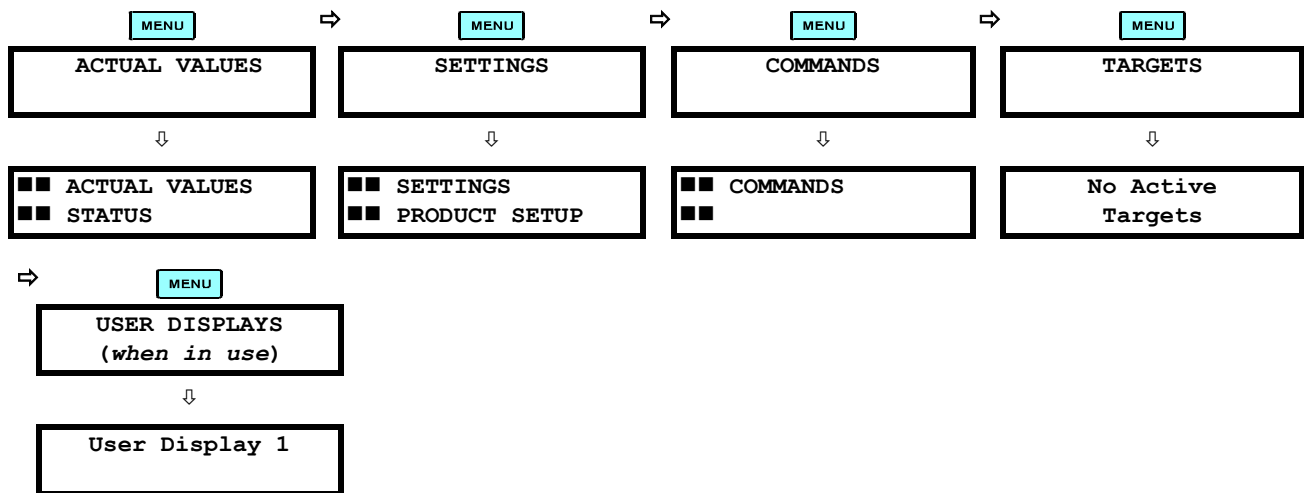 ⇨ ⇨ ⇨
MENU MENU MENU MENU
ACTUAL VALUES SETTINGS COMMANDS TARGETS
⇩ ⇩ ⇩ ⇩
■■ ACTUAL VALUES ■■ SETTINGS ■■ COMMANDS No Active
■■ STATUS ■■ PRODUCT SETUP ■■ Targets
⇨ MENU
USER DISPLAYS
(when in use)
⇩
User Display 1